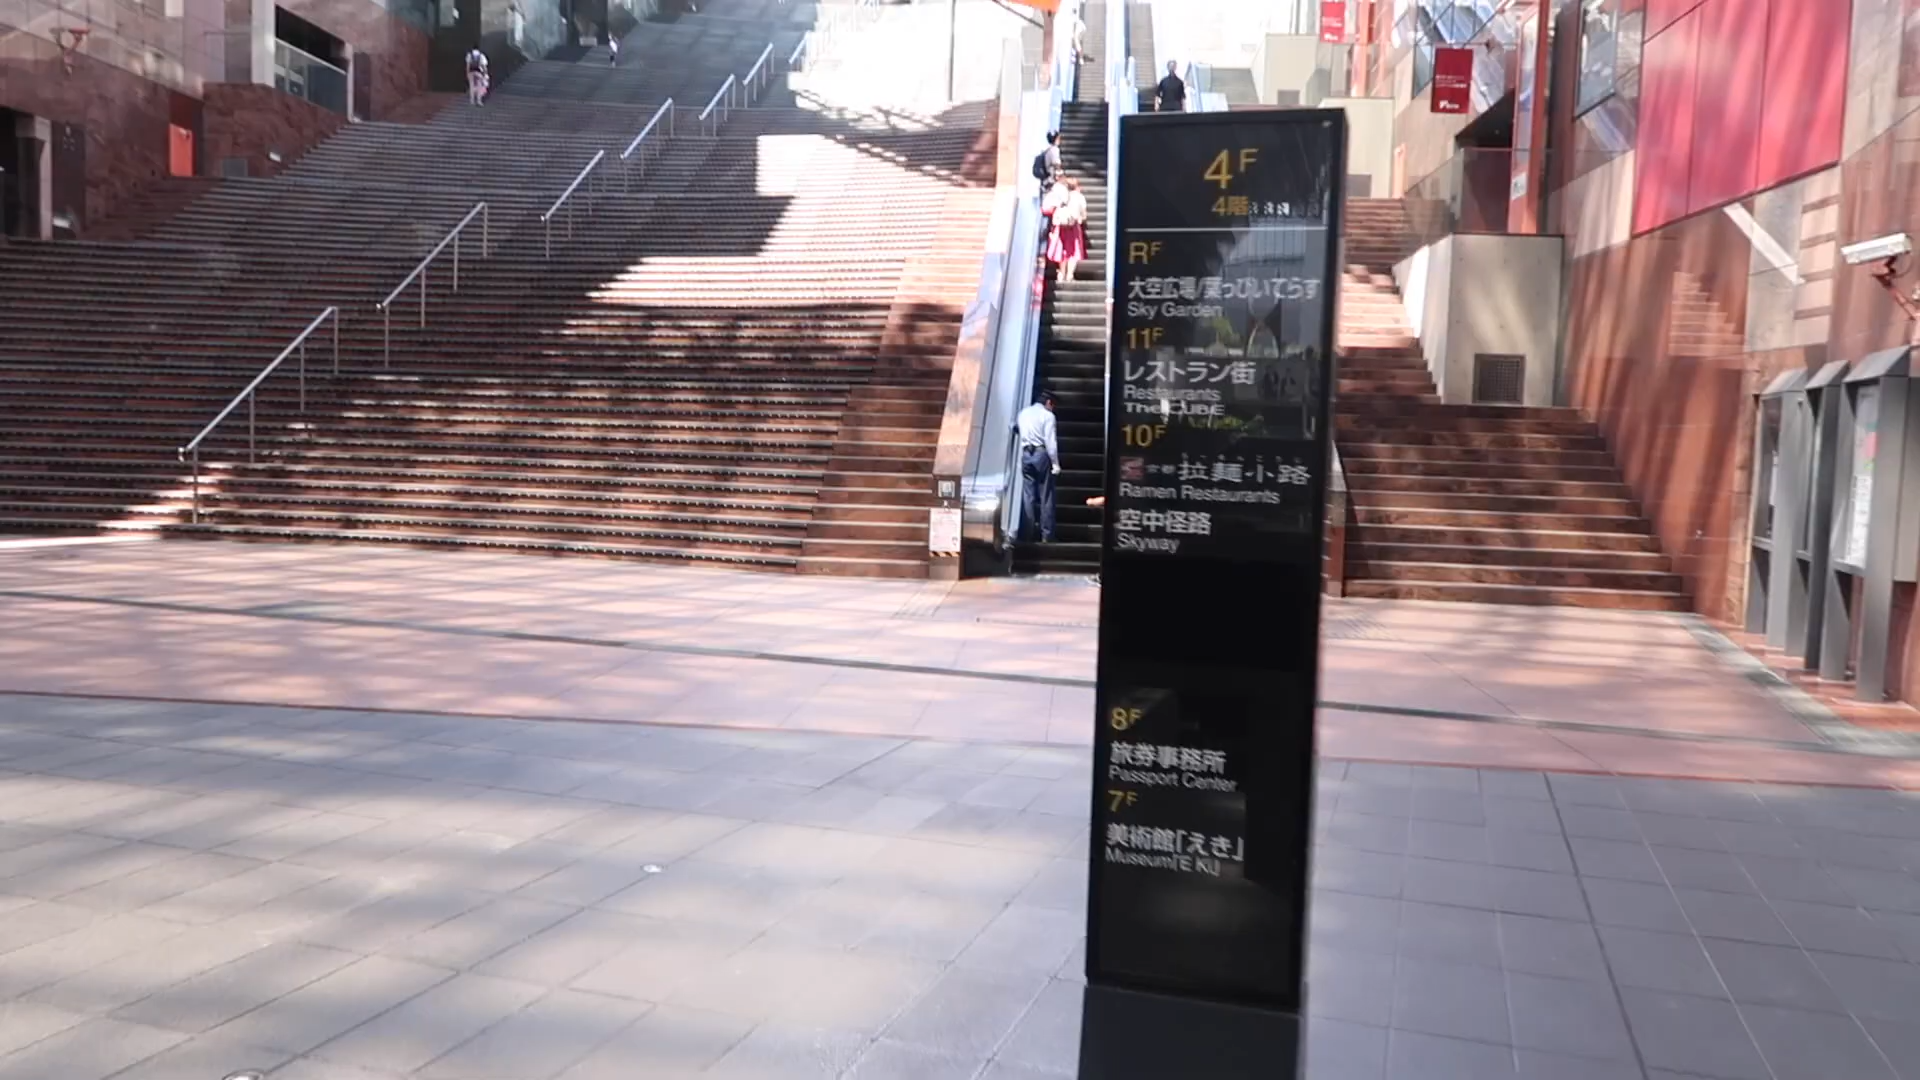 4F
4階
RF
大空広場/葉っぴいてらす
Sky Garden
11F
レストラン街
Restaurants
The CUBE
10F
京都拉麺小路
Ramen Restaurants
空中径路
Skyway
8F
旅券事務所
Passport Center
7F
美術館「えき」
Museum「E KI」